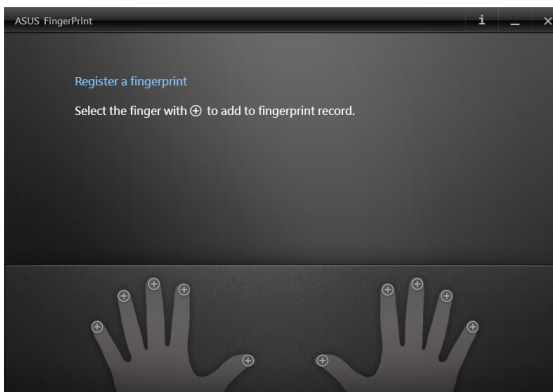 ASUS FingerPrint
Register a fingerprint
Select the finger with ⊕ to add to fingerprint record.